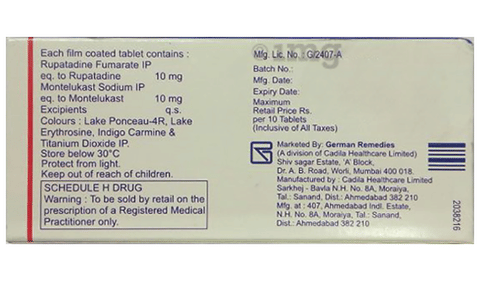 Each film coated tablet contains :
Rupatadine Fumarate IP
eq. to Rupatadine 10 mg
Montelukast Sodium IP
eq. to Montelukast 10 mg
Excipients q.s.
Colours : Lake Ponceau-4R, Lake
Erythrosine, Indigo Carmine &
Titanium Dioxide IP.
Store below 30°C
Protect from light.
Keep out of reach of children.
SCHEDULE H DRUG
Warning : To be sold by retail on the
prescription of a Registered Medical
Practitioner only.
1mg
Mfg. Lic. No.: G/2407-A
Batch No.:
Mfg. Date:
Expiry Date:
Maximum
Retail Price Rs.
per 10 Tablets
(Inclusive of All Taxes)
Marketed By: German Remedies
(A division of Cadila Healthcare Limited)
Shiv sagar Estate, 'A' Block,
Dr. A. B. Road, Worli, Mumbai 400 018.
Manufactured by : Cadila Healthcare Limited
Sarkhej - Bavla N.H. No. 8A, Moraiya,
Tal.: Sanand, Dist.: Ahmedabad 382 210
Mfg. at : 407, Ahmedabad Indl. Estate,
N.H. No. 8A, Moraiya, Tal.: Sanand,
Dist.: Ahmedabad 382 210
2038216